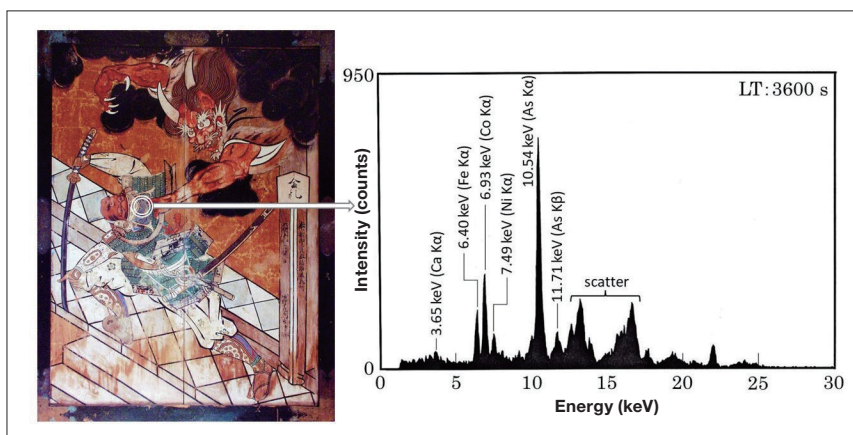 金札
950
0
Intensity (counts)
3.65 keV (Ca Kα)
6.40 keV (Fe Kα)
6.93 keV (Co Kα)
7.49 keV (Ni Kα)
10.54 keV (As Kα)
11.71 keV (As Kβ)
scatter
LT: 3600 s
0 5 10 15 20 25 30
Energy (keV)